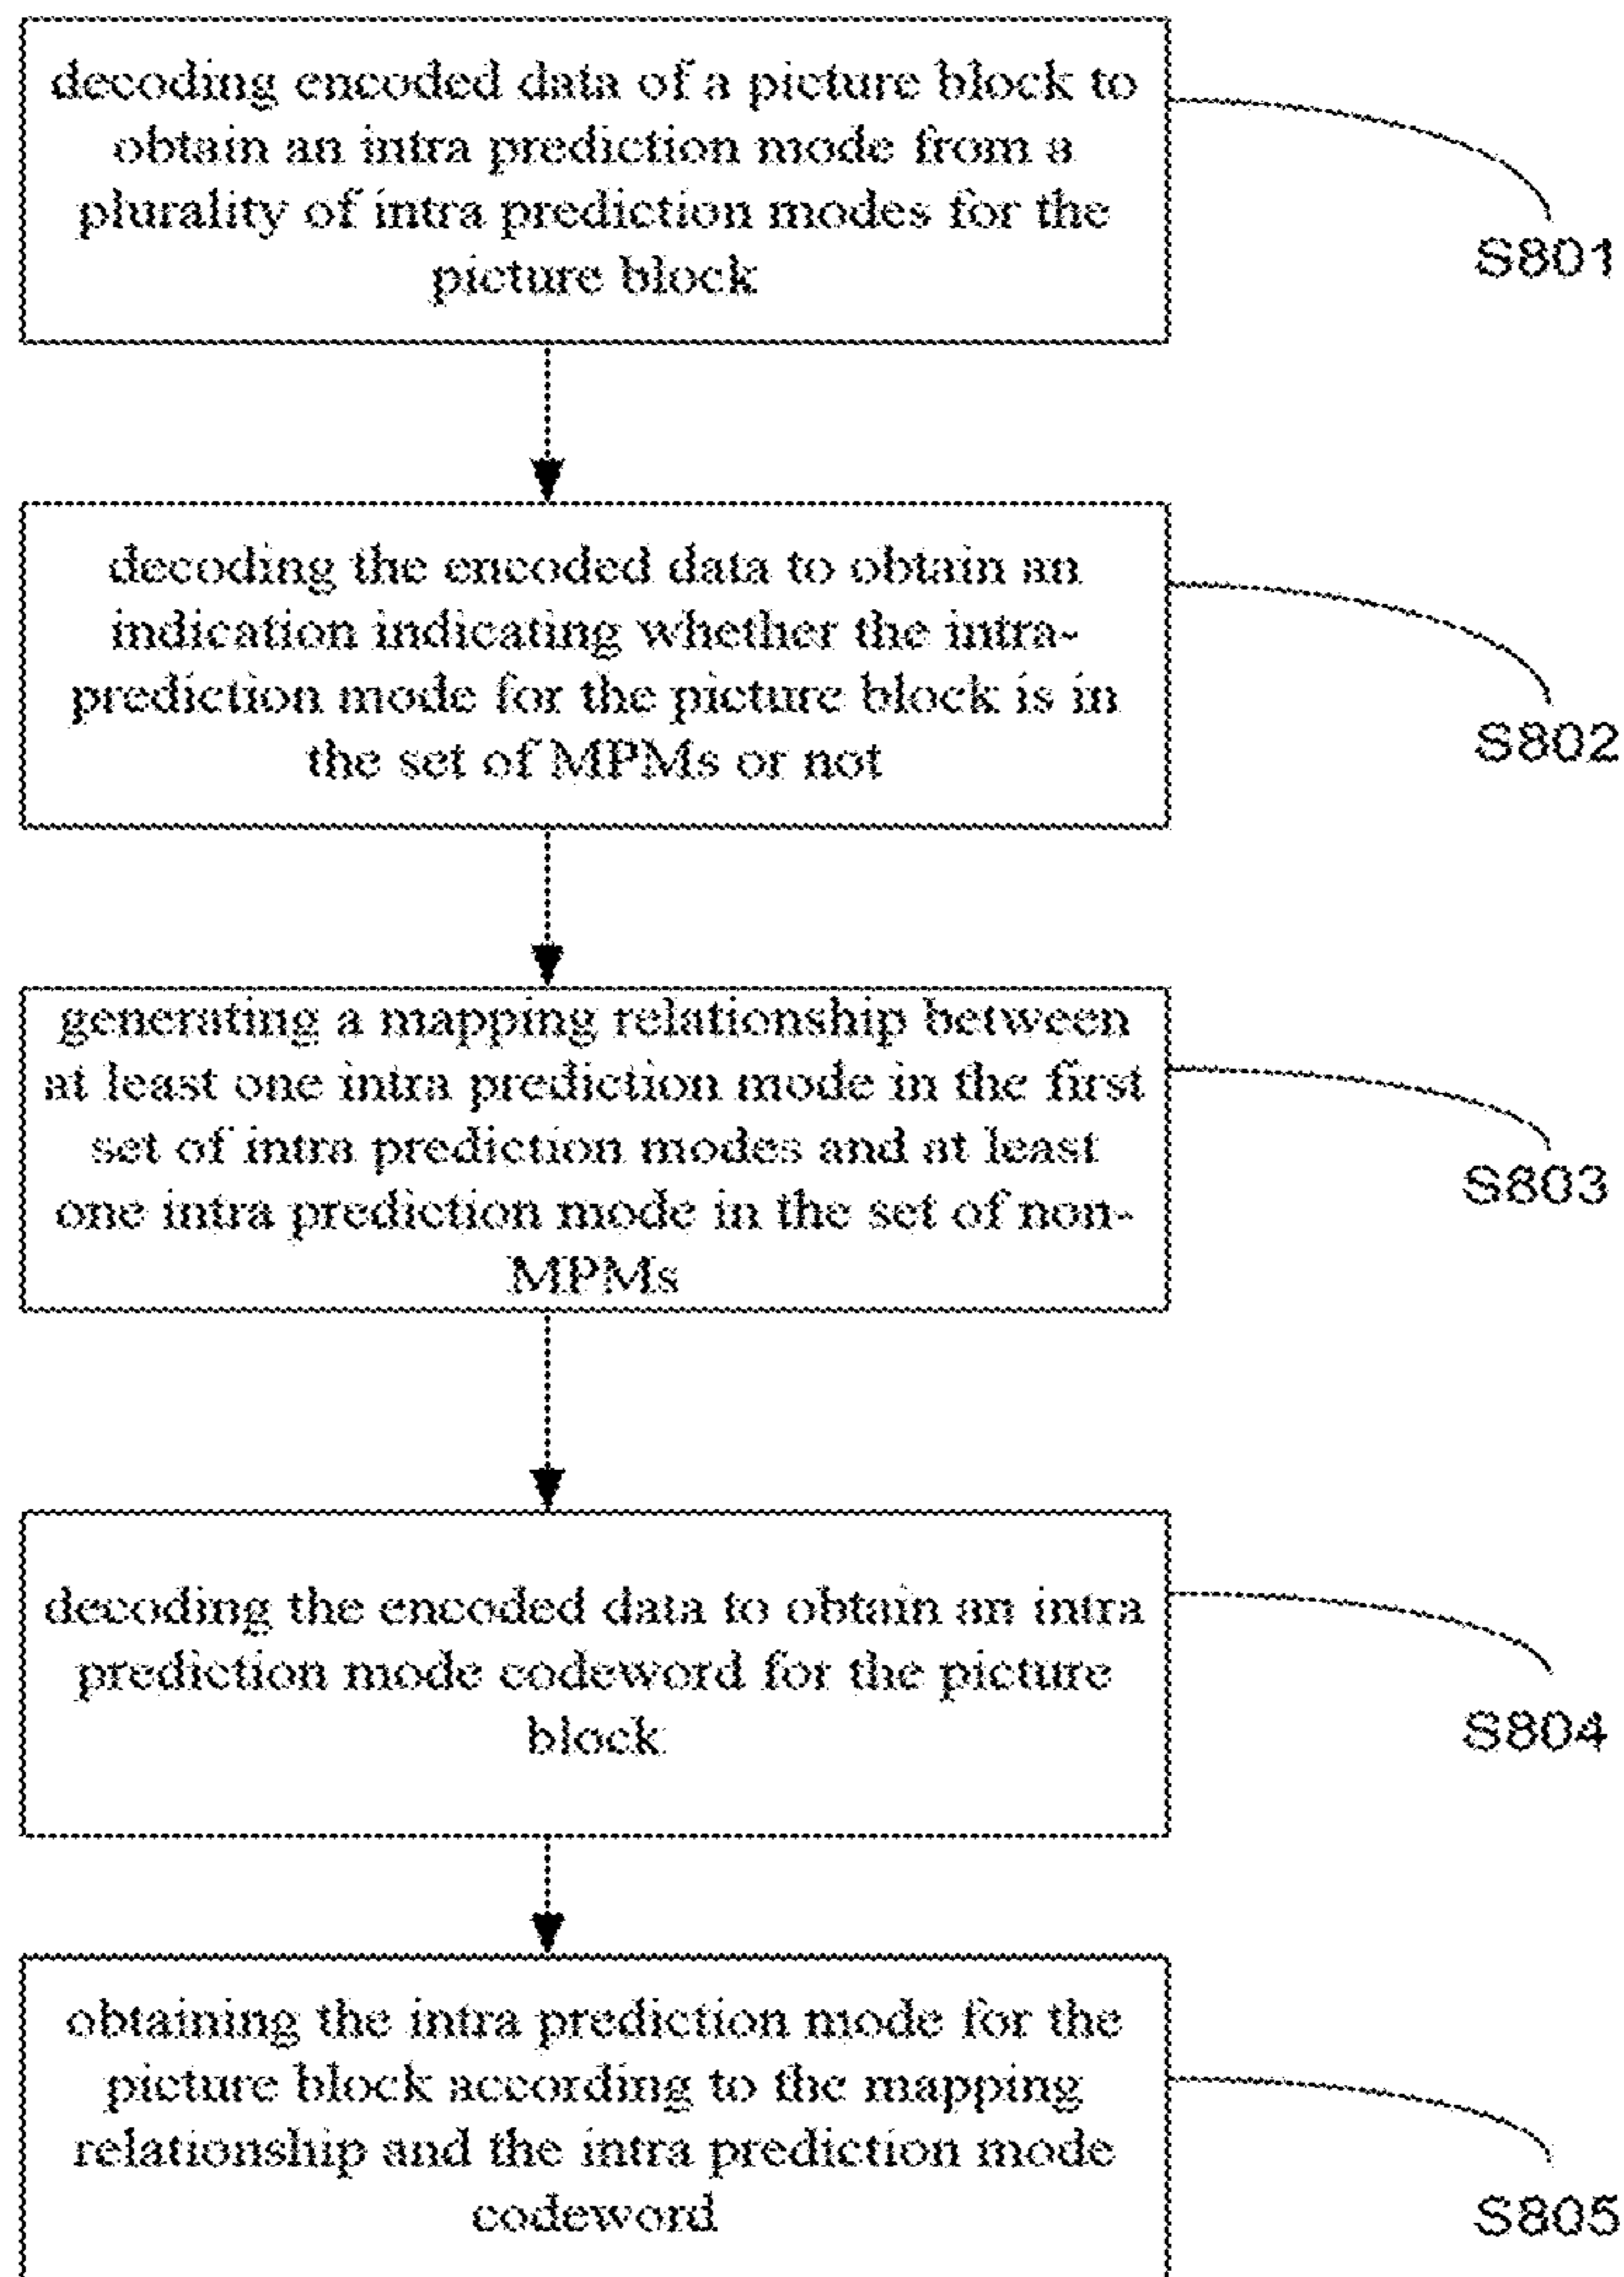 decoding encoded data of a picture block to
obtain an intra prediction mode from a
plurality of intra prediction modes for the
picture block
S801
decoding the encoded data to obtain an
indication indicating whether the intra-
prediction mode for the picture block is in
the set of MPMs or not
S802
generating a mapping relationship between
at least one intra prediction mode in the first
set of intra prediction modes and at least
one intra prediction mode in the set of non-
MPMs
S803
decoding the encoded data to obtain an intra
prediction mode codeword for the picture
block
S804
obtaining the intra prediction mode for the
picture block according to the mapping
relationship and the intra prediction mode
codeword
S805